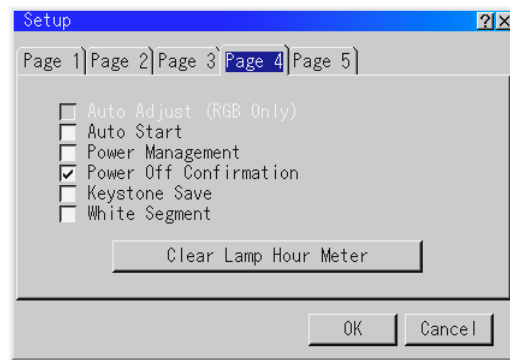 Setup
Page 1 Page 2 Page 3 Page 4 Page 5
Auto Adjust (RGB Only)
Auto Start
Power Management
Power Off Confirmation
Keystone Save
White Segment
Clear Lamp Hour Meter
OK Cancel